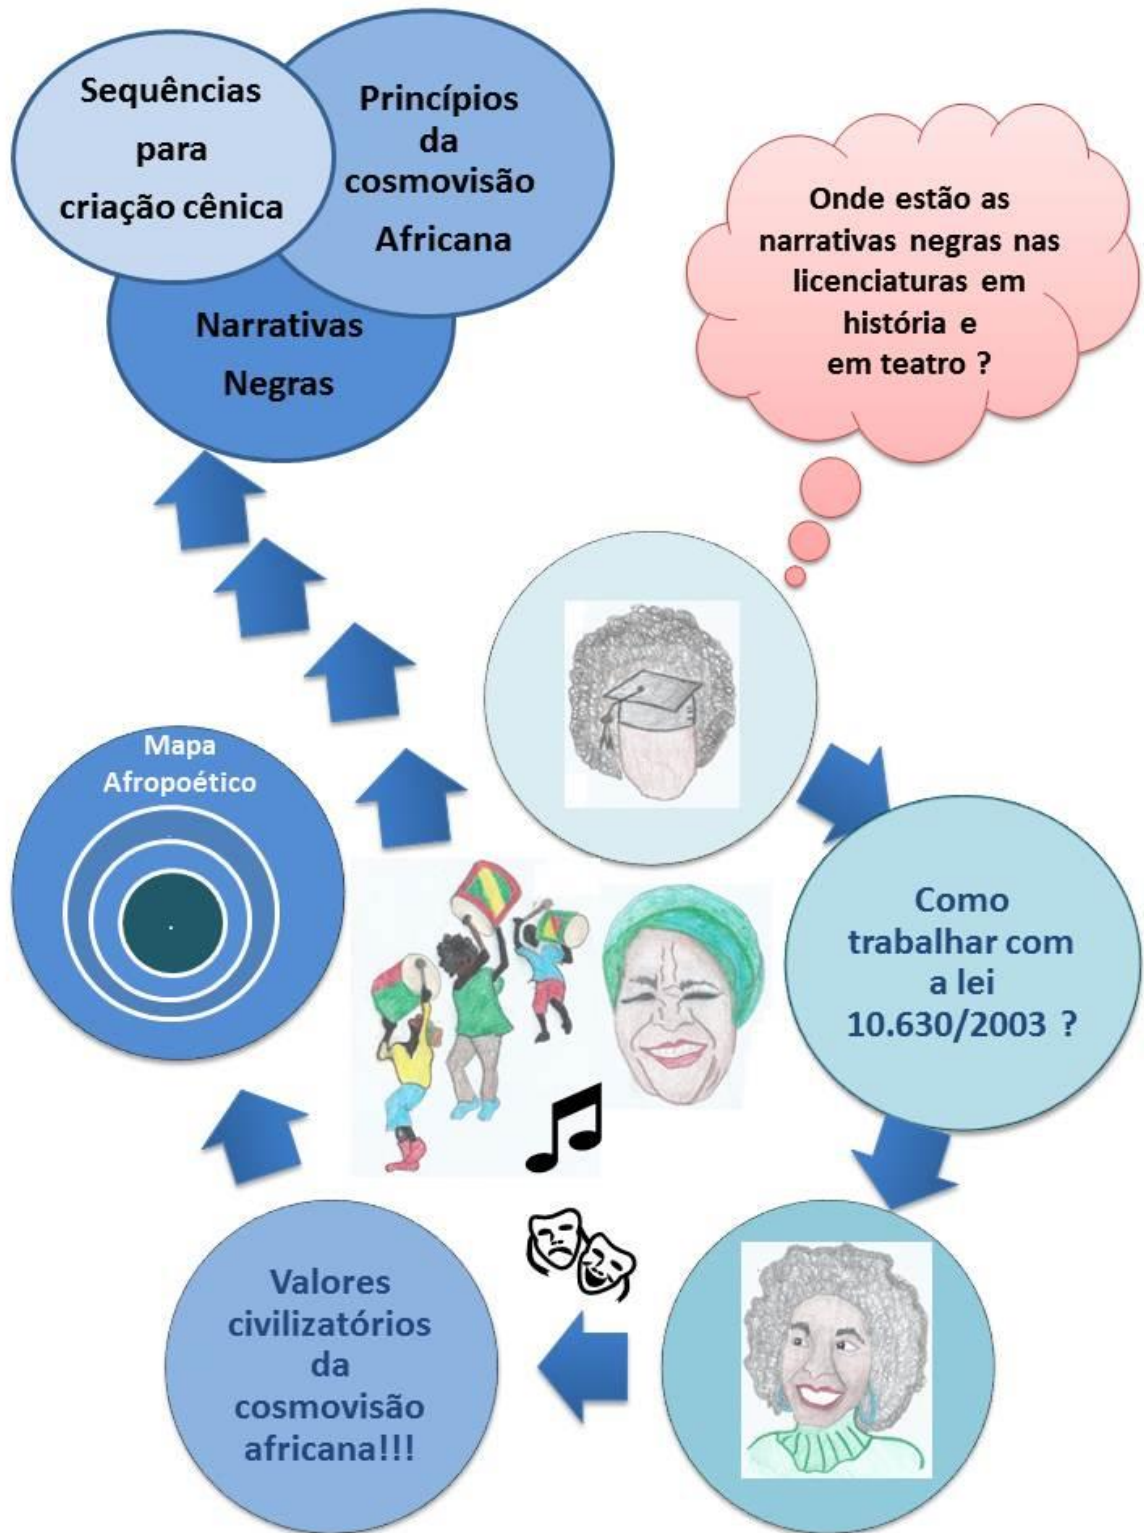 Sequências
para
criação cênica
Princípios
da
cosmovisão
Africana
Narrativas
Negras
Onde estão as
narrativas negras nas
licenciaturas em
história e
em teatro ?
Mapa
Afropoético
Como
trabalhar com
a lei
10.630/2003 ?
Valores
civilizatórios
da
cosmovisão
africana!!!